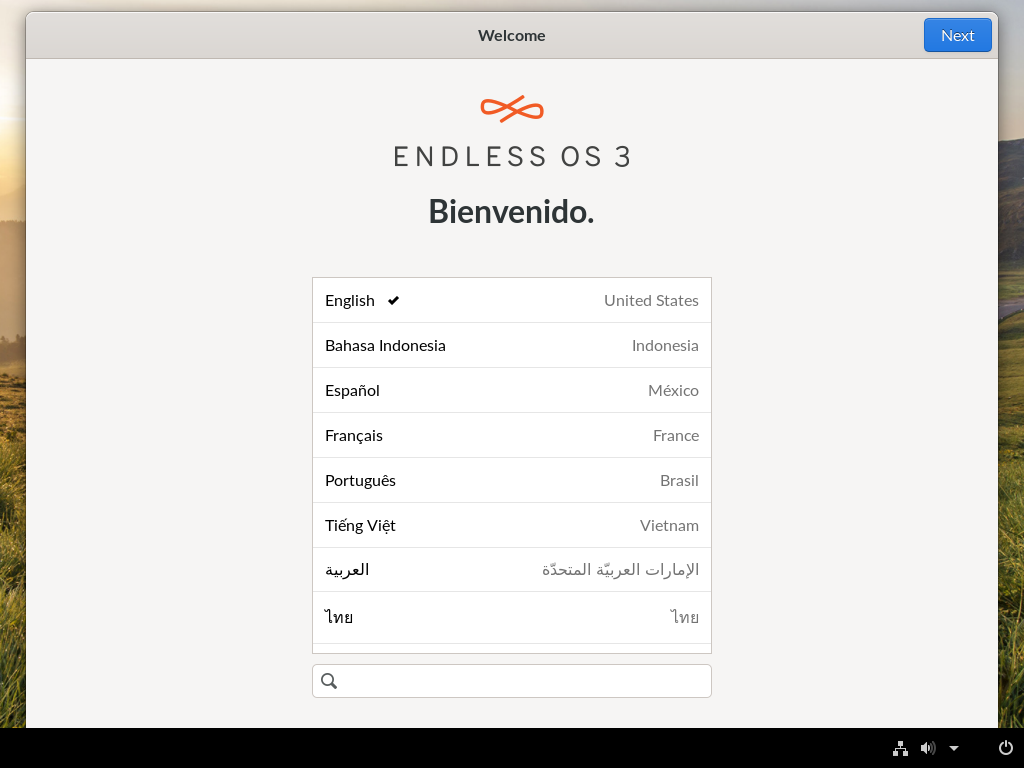 Welcome
Next
ENDLESS OS 3
Bienvenido.
English United States
Bahasa Indonesia Indonesia
Español México
Français France
Português Brasil
Tiếng Việt Vietnam
العربية الإمارات العربيّة المتحدّة
ไทย ไทย